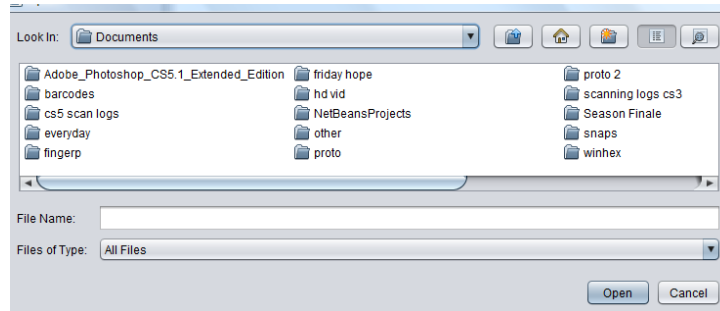 Look In: Documents
Adobe_Photoshop_CS5.1_Extended_Edition friday hope proto 2
barcodes hd vid scanning logs cs3
cs5 scan logs NetBeansProjects Season Finale
everyday other snaps
fingerp proto winhex
File Name:
Files of Type: All Files
Open Cancel